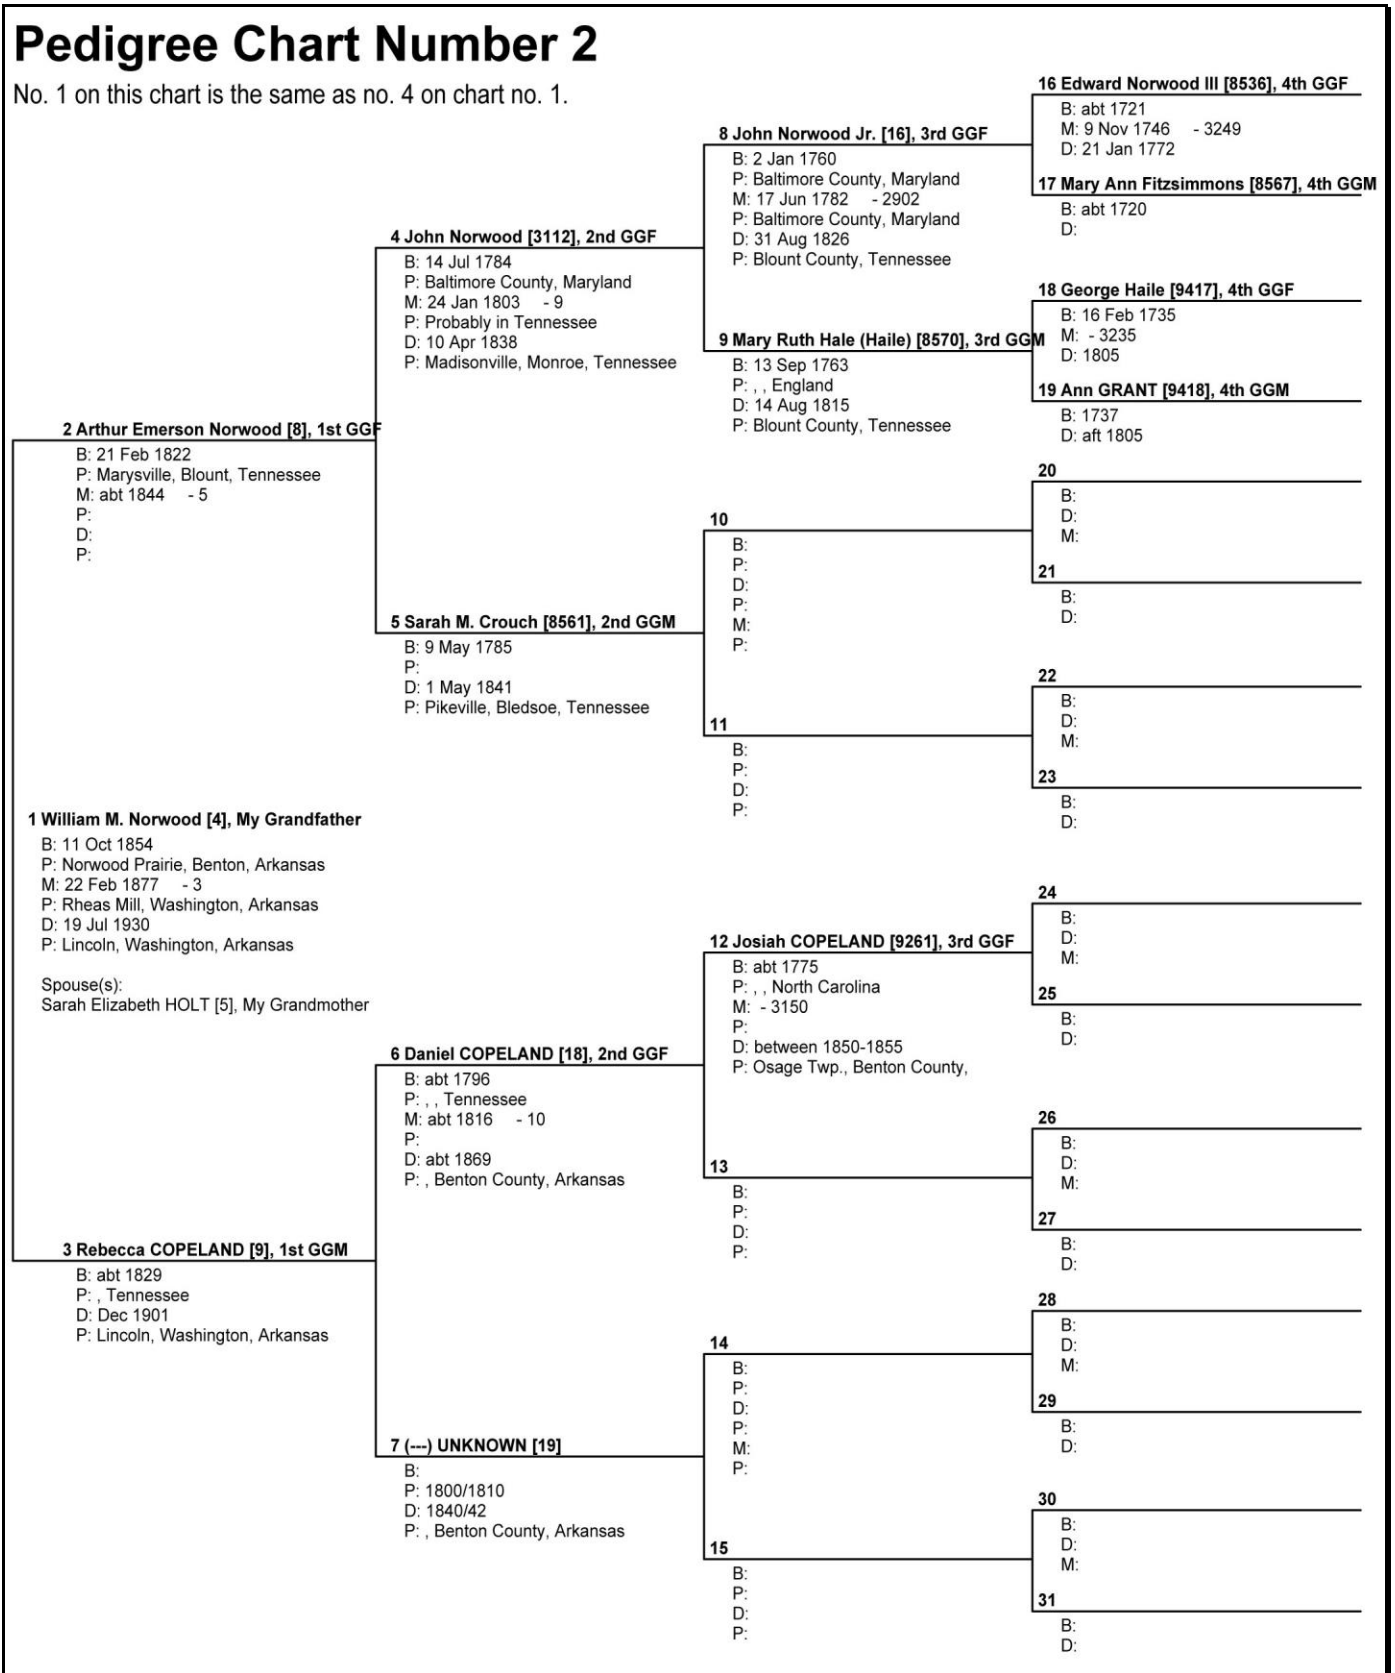 Pedigree Chart Number 2
No. 1 on this chart is the same as no. 4 on chart no. 1.
1 William M. Norwood [4], My Grandfather
B: 11 Oct 1854
P: Norwood Prairie, Benton, Arkansas
M: 22 Feb 1877 - 3
P: Rheas Mill, Washington, Arkansas
D: 19 Jul 1930
P: Lincoln, Washington, Arkansas
Spouse(s):
Sarah Elizabeth HOLT [5], My Grandmother
2 Arthur Emerson Norwood [8], 1st GGF
B: 21 Feb 1822
P: Marysville, Blount, Tennessee
M: abt 1844 - 5
P:
D:
P:
3 Rebecca COPELAND [9], 1st GGM
B: abt 1829
P: , Tennessee
D: Dec 1901
P: Lincoln, Washington, Arkansas
4 John Norwood [3112], 2nd GGF
B: 14 Jul 1784
P: Baltimore County, Maryland
M: 24 Jan 1803 - 9
P: Probably in Tennessee
D: 10 Apr 1838
P: Madisonville, Monroe, Tennessee
5 Sarah M. Crouch [8561], 2nd GGM
B: 9 May 1785
P:
D: 1 May 1841
P: Pikeville, Bledsoe, Tennessee
6 Daniel COPELAND [18], 2nd GGF
B: abt 1796
P: , , Tennessee
M: abt 1816 - 10
P:
D: abt 1869
P: , Benton County, Arkansas
7 (---) UNKNOWN [19]
B:
P: 1800/1810
D: 1840/42
P: , Benton County, Arkansas
8 John Norwood Jr. [16], 3rd GGF
B: 2 Jan 1760
P: Baltimore County, Maryland
M: 17 Jun 1782 - 2902
P: Baltimore County, Maryland
D: 31 Aug 1826
P: Blount County, Tennessee
9 Mary Ruth Hale (Haile) [8570], 3rd GGM
B: 13 Sep 1763
P: , , England
D: 14 Aug 1815
P: Blount County, Tennessee
10
B:
P:
D:
P:
M:
P:
11
B:
P:
D:
P:
12 Josiah COPELAND [9261], 3rd GGF
B: abt 1775
P: , , North Carolina
M: - 3150
P:
D: between 1850-1855
P: Osage Twp., Benton County,
13
B:
P:
D:
P:
14
B:
P:
D:
P:
M:
P:
15
B:
P:
D:
P:
16 Edward Norwood III [8536], 4th GGF
B: abt 1721
M: 9 Nov 1746 - 3249
D: 21 Jan 1772
17 Mary Ann Fitzsimmons [8567], 4th GGM
B: abt 1720
D:
18 George Haile [9417], 4th GGF
B: 16 Feb 1735
M: - 3235
D: 1805
19 Ann GRANT [9418], 4th GGM
B: 1737
D: aft 1805
20
B:
D:
M:
21
B:
D:
22
B:
D:
M:
23
B:
D:
24
B:
D:
M:
25
B:
D:
26
B:
D:
M:
27
B:
D:
28
B:
D:
M:
29
B:
D:
30
B:
D:
M:
31
B:
D: